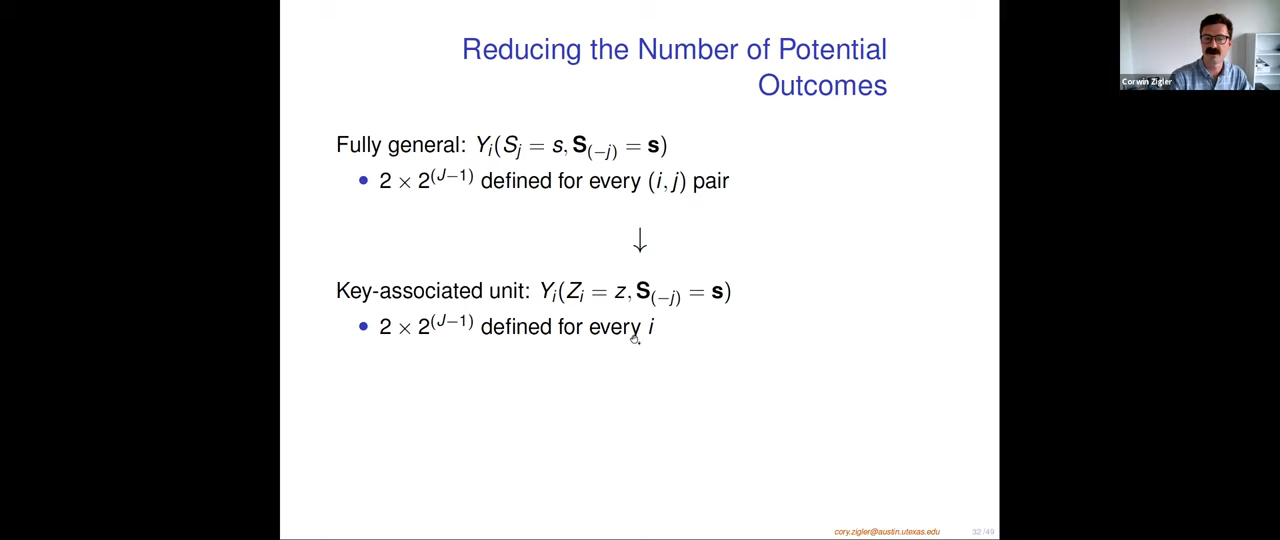 Reducing the Number of Potential
Outcomes
Corwin Zigler
Fully general: Yᵢ(Sⱼ = s, S₍₋ⱼ₎ = s)
• 2 × 2^(J−1) defined for every (i, j) pair
↓
Key-associated unit: Yᵢ(Zᵢ = z, S₍₋ⱼ₎ = s)
• 2 × 2^(J−1) defined for every i
cory.zigler@austin.utexas.edu 32/49